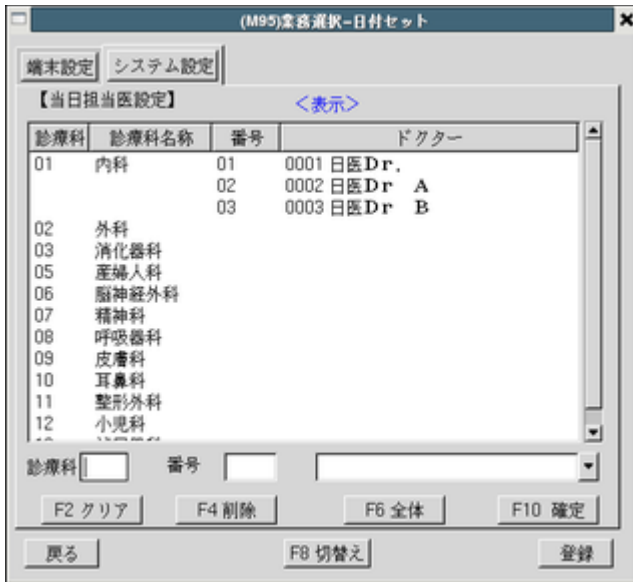 (M95)業務選択-日付セット
端末設定 システム設定
【当日担当医設定】 <表示>
診療科 診療科名称 番号 ドクター
01 内科 01 0001 日医Dr.
02 0002 日医Dr A
03 0003 日医Dr B
02 外科
03 消化器科
05 産婦人科
06 脳神経外科
07 精神科
08 呼吸器科
09 皮膚科
10 耳鼻科
11 整形外科
12 小児科
診療科 番号
F2 クリア F4 削除 F6 全体 F10 確定
戻る F8 切替え 登録